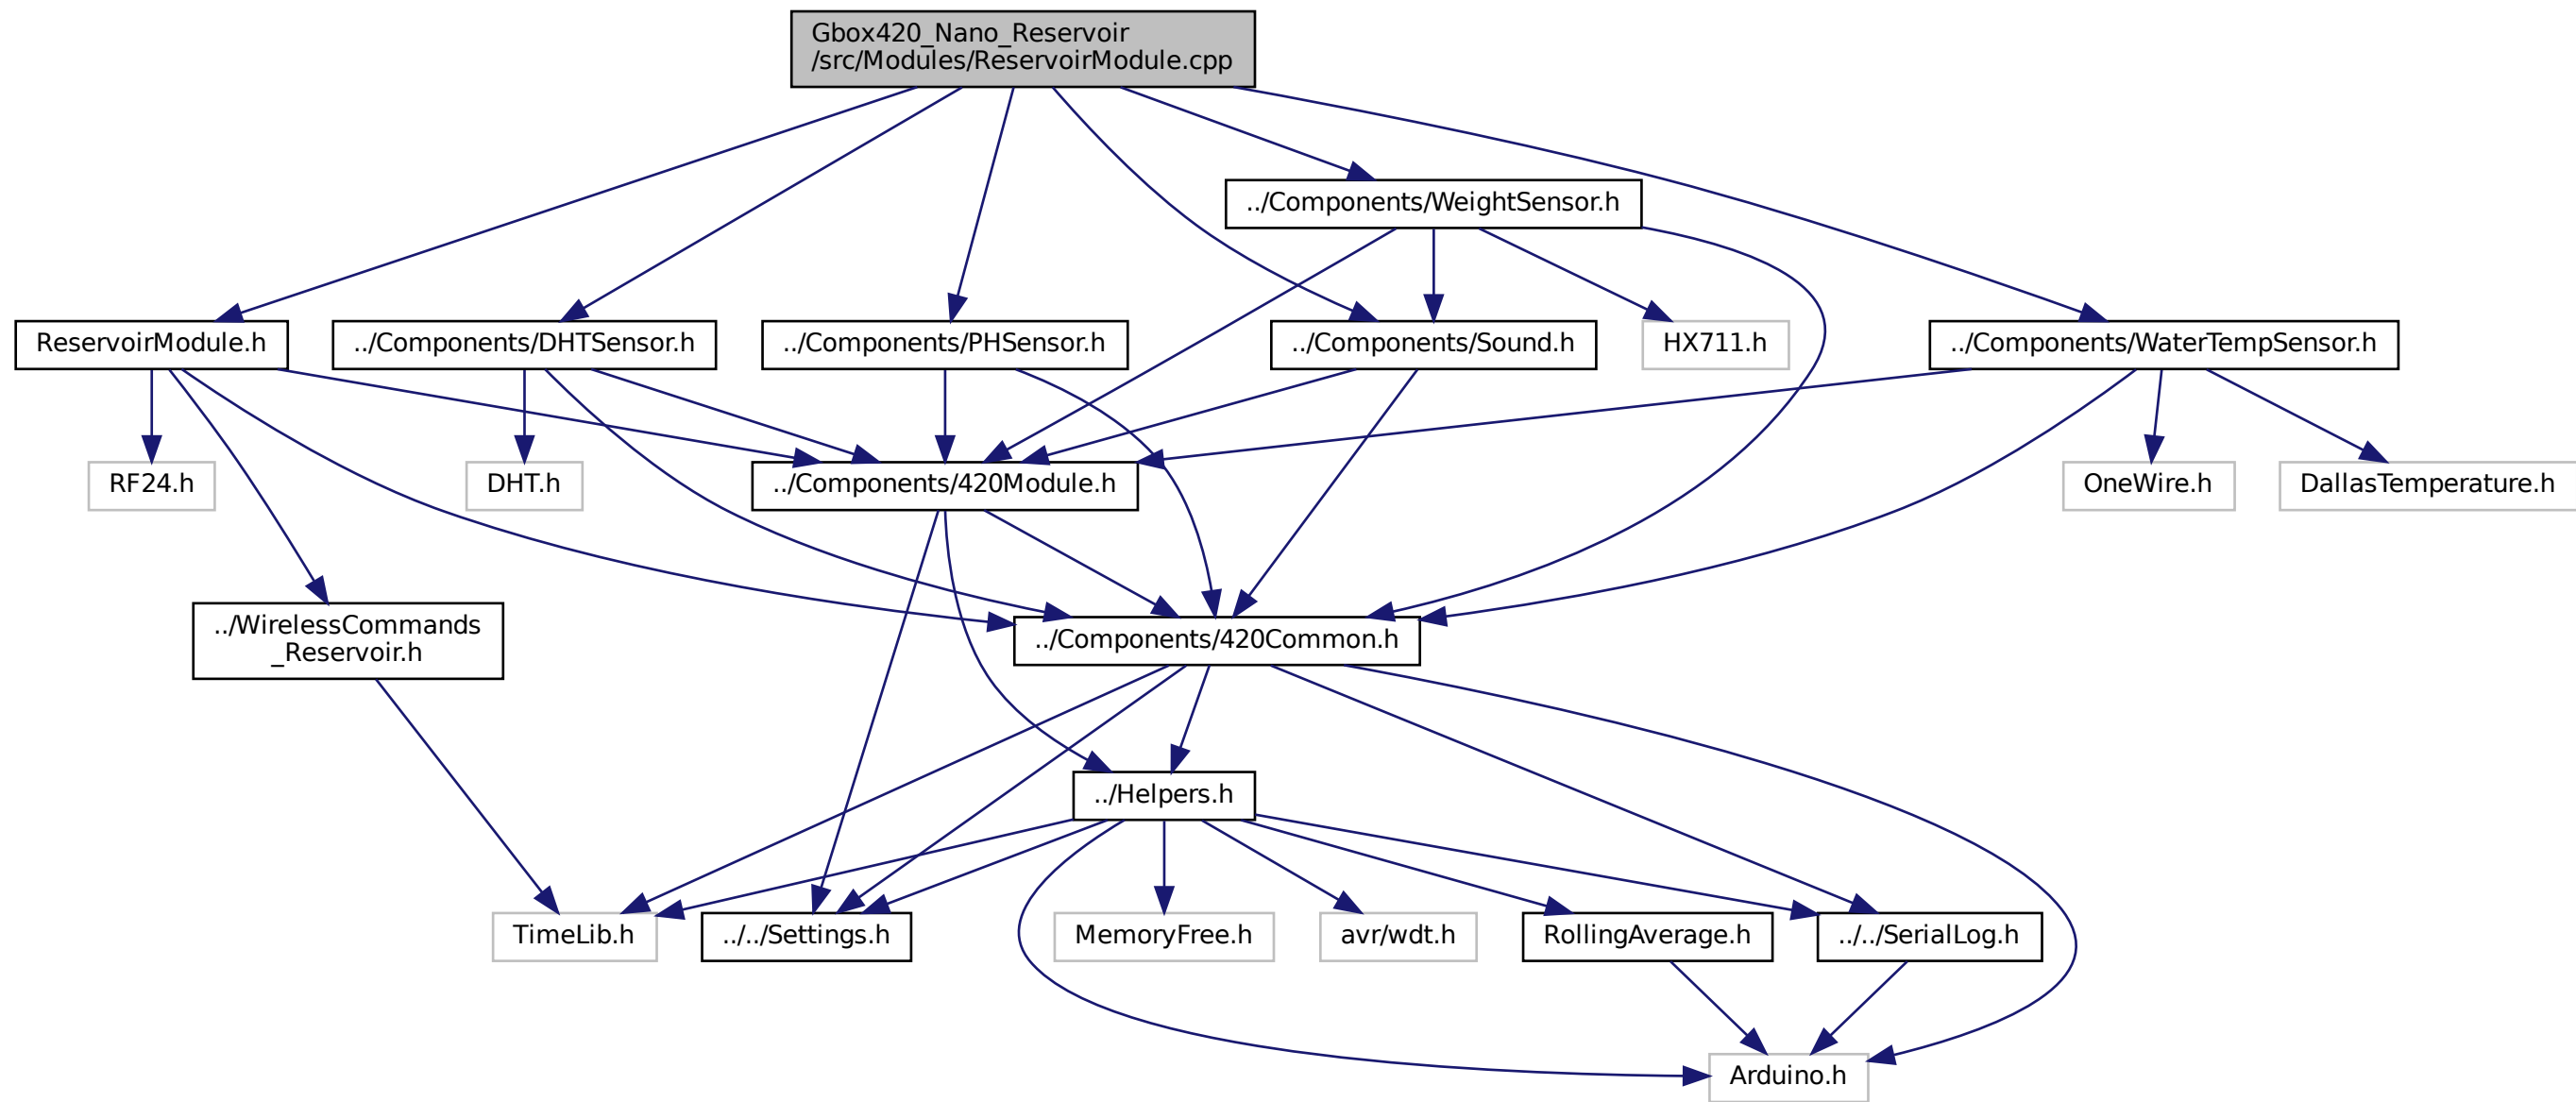 Gbox420_Nano_Reservoir
/src/Modules/ReservoirModule.cpp
../Components/WeightSensor.h
ReservoirModule.h
../Components/DHTSensor.h
../Components/PHSensor.h
../Components/Sound.h
HX711.h
../Components/WaterTempSensor.h
RF24.h
DHT.h
../Components/420Module.h
OneWire.h
DallasTemperature.h
../WirelessCommands
_Reservoir.h
../Components/420Common.h
../Helpers.h
TimeLib.h
../../Settings.h
MemoryFree.h
avr/wdt.h
RollingAverage.h
../../SerialLog.h
Arduino.h